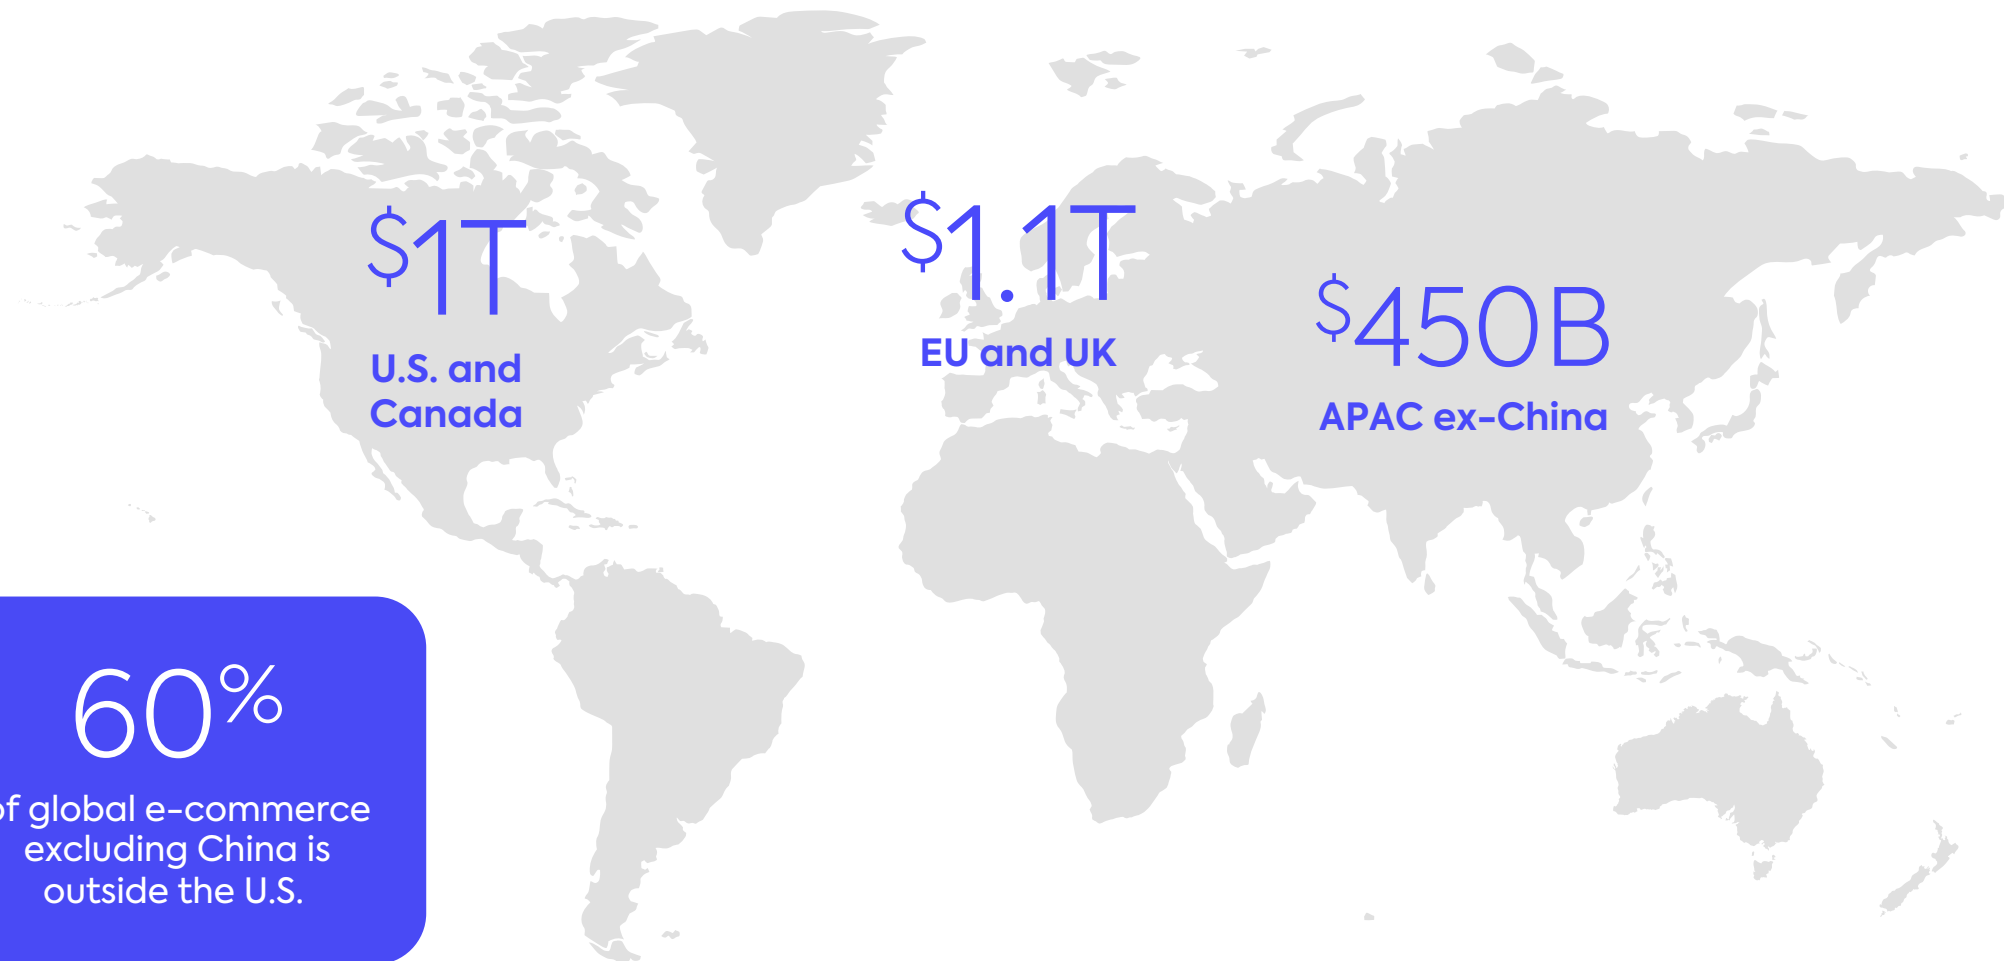 $1T
U.S. and
Canada
$1.1T
EU and UK
$450B
APAC ex-China
60%
of global e-commerce
excluding China is
outside the U.S.